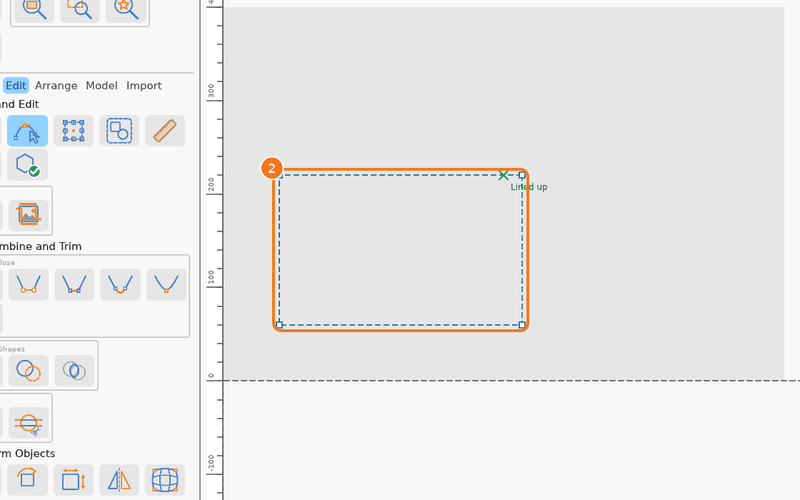 Edit Arrange Model Import
and Edit
mbine and Trim
lose
Shapes
rm Objects
300
200
100
0
-100
2
Lined up